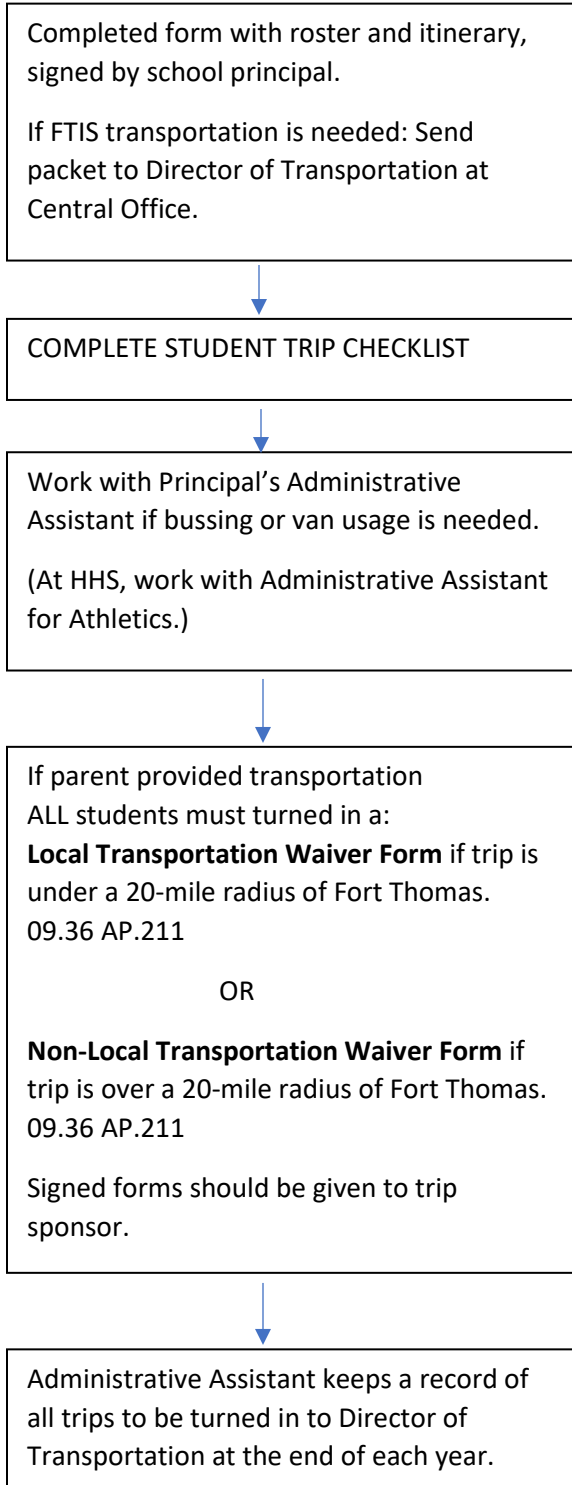 Completed form with roster and itinerary,
signed by school principal.
If FTIS transportation is needed: Send
packet to Director of Transportation at
Central Office.
COMPLETE STUDENT TRIP CHECKLIST
Work with Principal’s Administrative
Assistant if bussing or van usage is needed.
(At HHS, work with Administrative Assistant
for Athletics.)
If parent provided transportation
ALL students must turned in a:
Local Transportation Waiver Form if trip is
under a 20-mile radius of Fort Thomas.
09.36 AP.211
OR
Non-Local Transportation Waiver Form if
trip is over a 20-mile radius of Fort Thomas.
09.36 AP.211
Signed forms should be given to trip
sponsor.
Administrative Assistant keeps a record of
all trips to be turned in to Director of
Transportation at the end of each year.